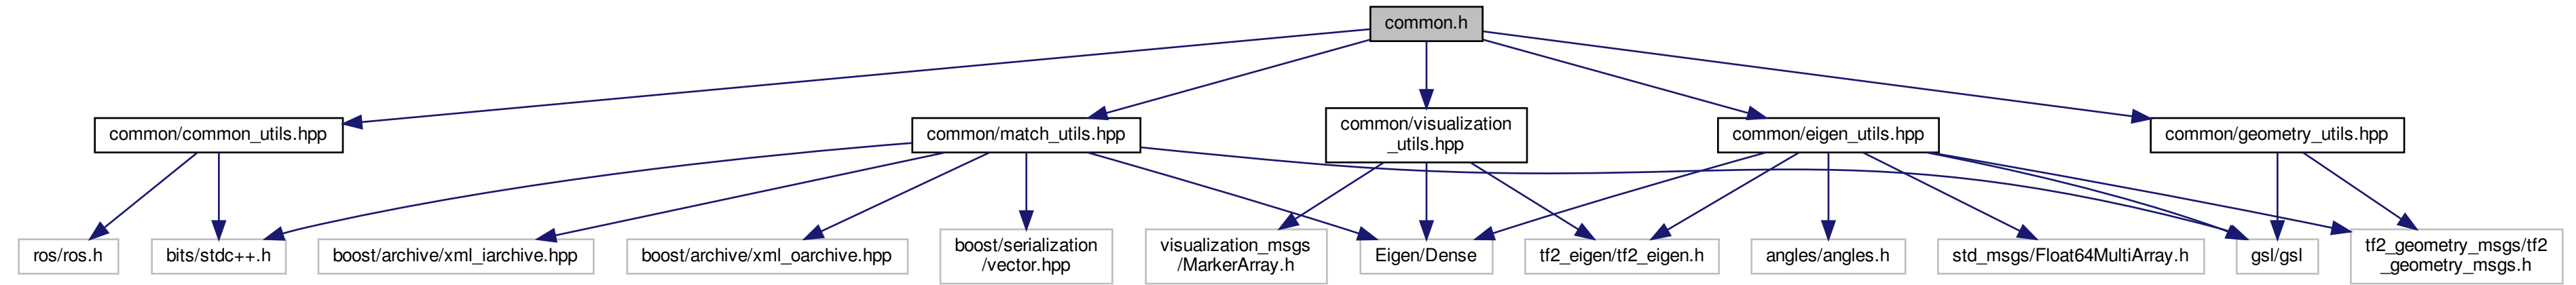 common.h
common/common_utils.hpp
common/match_utils.hpp
common/visualization
_utils.hpp
common/eigen_utils.hpp
common/geometry_utils.hpp
ros/ros.h
bits/stdc++.h
boost/archive/xml_iarchive.hpp
boost/archive/xml_oarchive.hpp
boost/serialization
/vector.hpp
visualization_msgs
/MarkerArray.h
Eigen/Dense
tf2_eigen/tf2_eigen.h
angles/angles.h
std_msgs/Float64MultiArray.h
gsl/gsl
tf2_geometry_msgs/tf2
_geometry_msgs.h